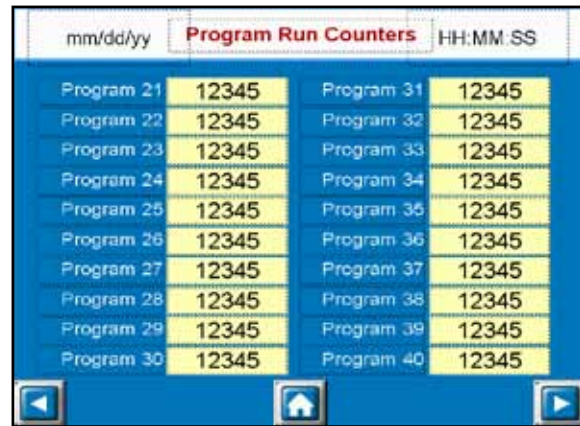 mm/dd/yy Program Run Counters HH:MM:SS
Program 21 12345 Program 31 12345
Program 22 12345 Program 32 12345
Program 23 12345 Program 33 12345
Program 24 12345 Program 34 12345
Program 25 12345 Program 35 12345
Program 26 12345 Program 36 12345
Program 27 12345 Program 37 12345
Program 28 12345 Program 38 12345
Program 29 12345 Program 39 12345
Program 30 12345 Program 40 12345